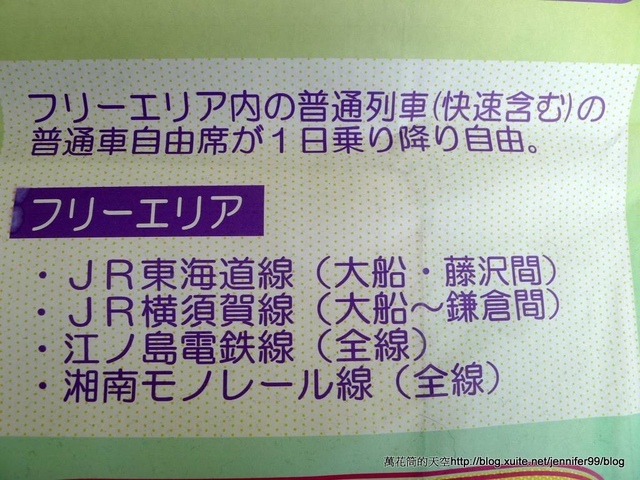 フリーエリア内の普通列車(快速含む)の
普通車自由席が１日乗り降り自由。
フリーエリア
・ＪＲ東海道線（大船・藤沢間）
・ＪＲ横須賀線（大船～鎌倉間）
・江ノ島電鉄線（全線）
・湘南モノレール線（全線）
萬花筒的天空http://blog.xuite.net/jennifer99/blog